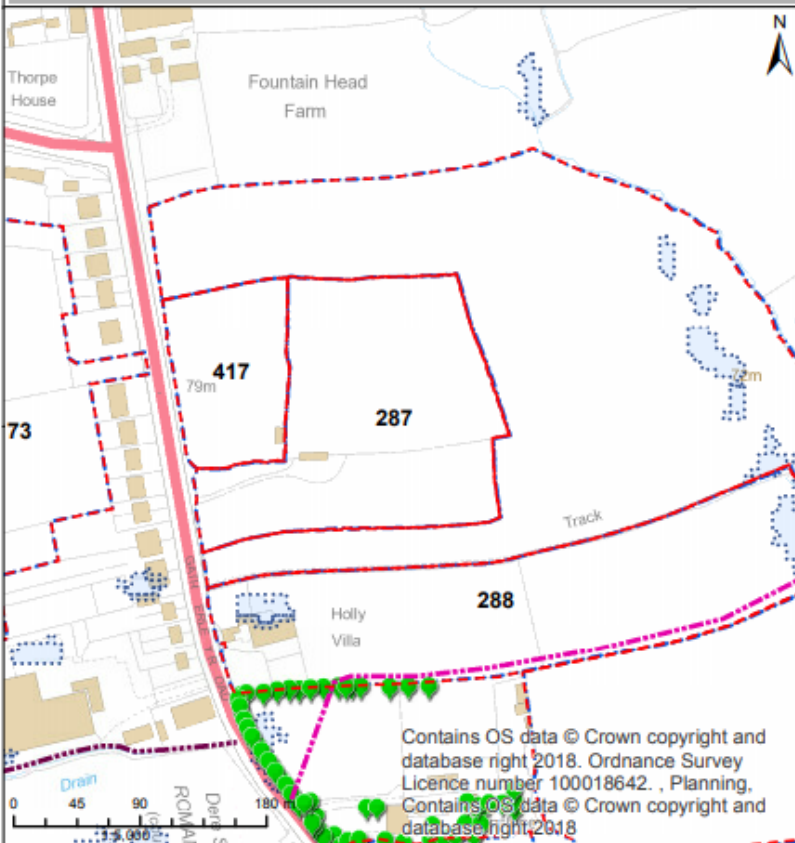 N
Thorpe
House
Fountain Head
Farm
417
79m
287
73
72m
Track
288
Holly
Villa
Contains OS data © Crown copyright and
database right 2018. Ordnance Survey
Licence number 100018642. , Planning,
Contains OS data © Crown copyright and
database right 2018
Drain
0 45 90 180 m
ROMAN
Dere